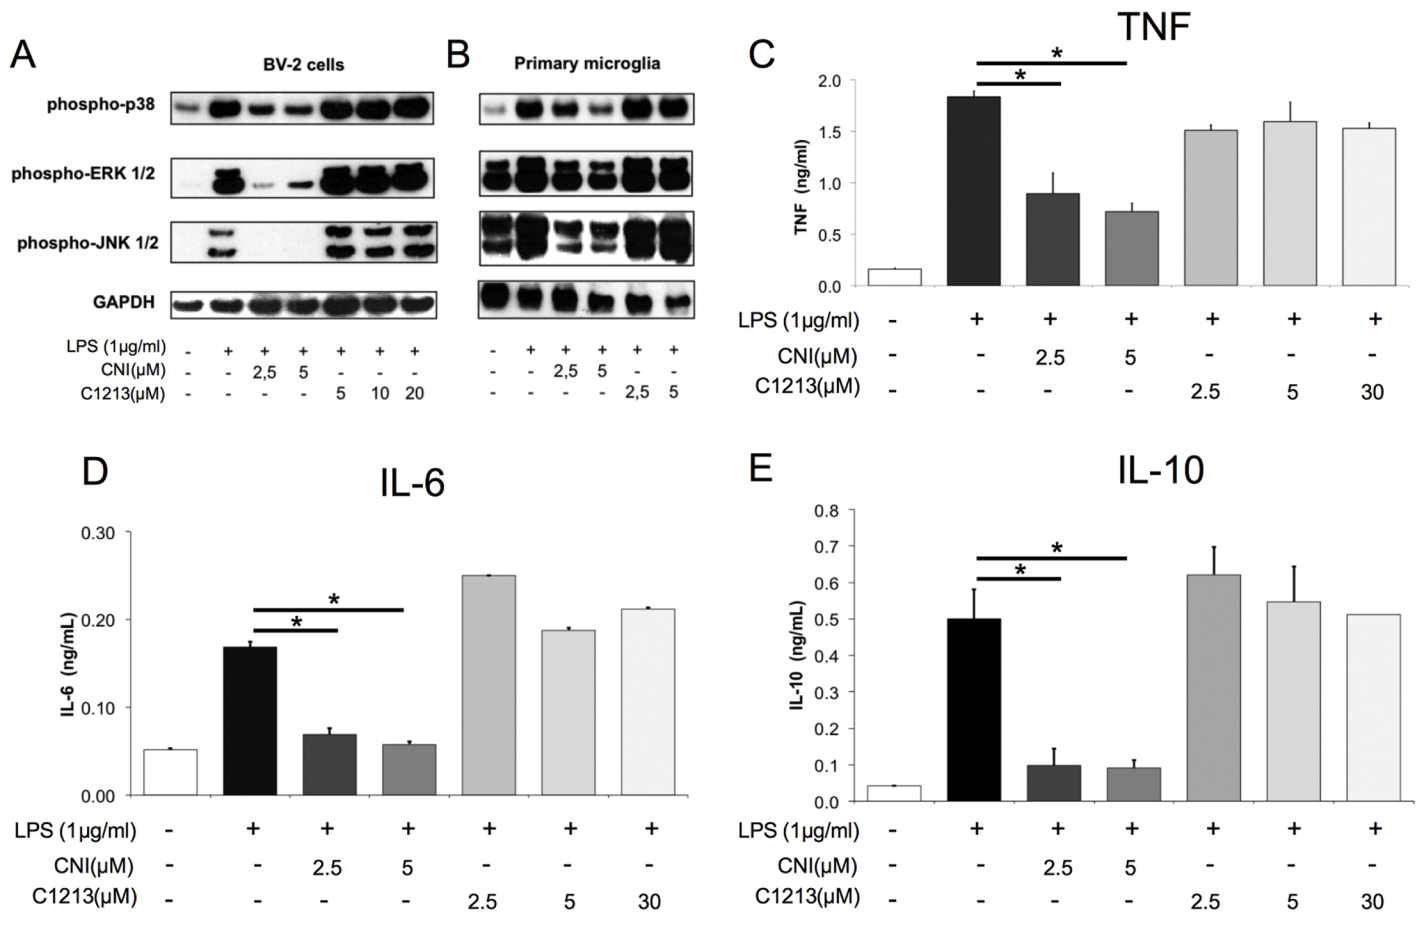 A
BV-2 cells
phospho-p38
phospho-ERK 1/2
phospho-JNK 1/2
GAPDH
LPS (1µg/ml) - + + + + + +
CNI(µM) - - 2,5 5 - - -
C1213(µM) - - - - 5 10 20
B
Primary microglia
- + + + + +
- - 2,5 5 - -
- - - - 2,5 5
C
TNF
* 
*
TNF (ng/ml)
2.0
1.5
1.0
0.5
0.0
LPS (1µg/ml) - + + + + + +
CNI(µM) - - 2.5 5 - - -
C1213(µM) - - - - 2.5 5 30
D
IL-6
*
*
IL-6 (ng/mL)
0.30
0.20
0.10
0.00
LPS (1µg/ml) - + + + + + +
CNI(µM) - - 2.5 5 - - -
C1213(µM) - - - - 2.5 5 30
E
IL-10
*
*
IL-10 (ng/mL)
0.8
0.7
0.6
0.5
0.4
0.3
0.2
0.1
0.0
LPS (1µg/ml) - + + + + + +
CNI(µM) - - 2.5 5 - - -
C1213(µM) - - - - 2.5 5 30